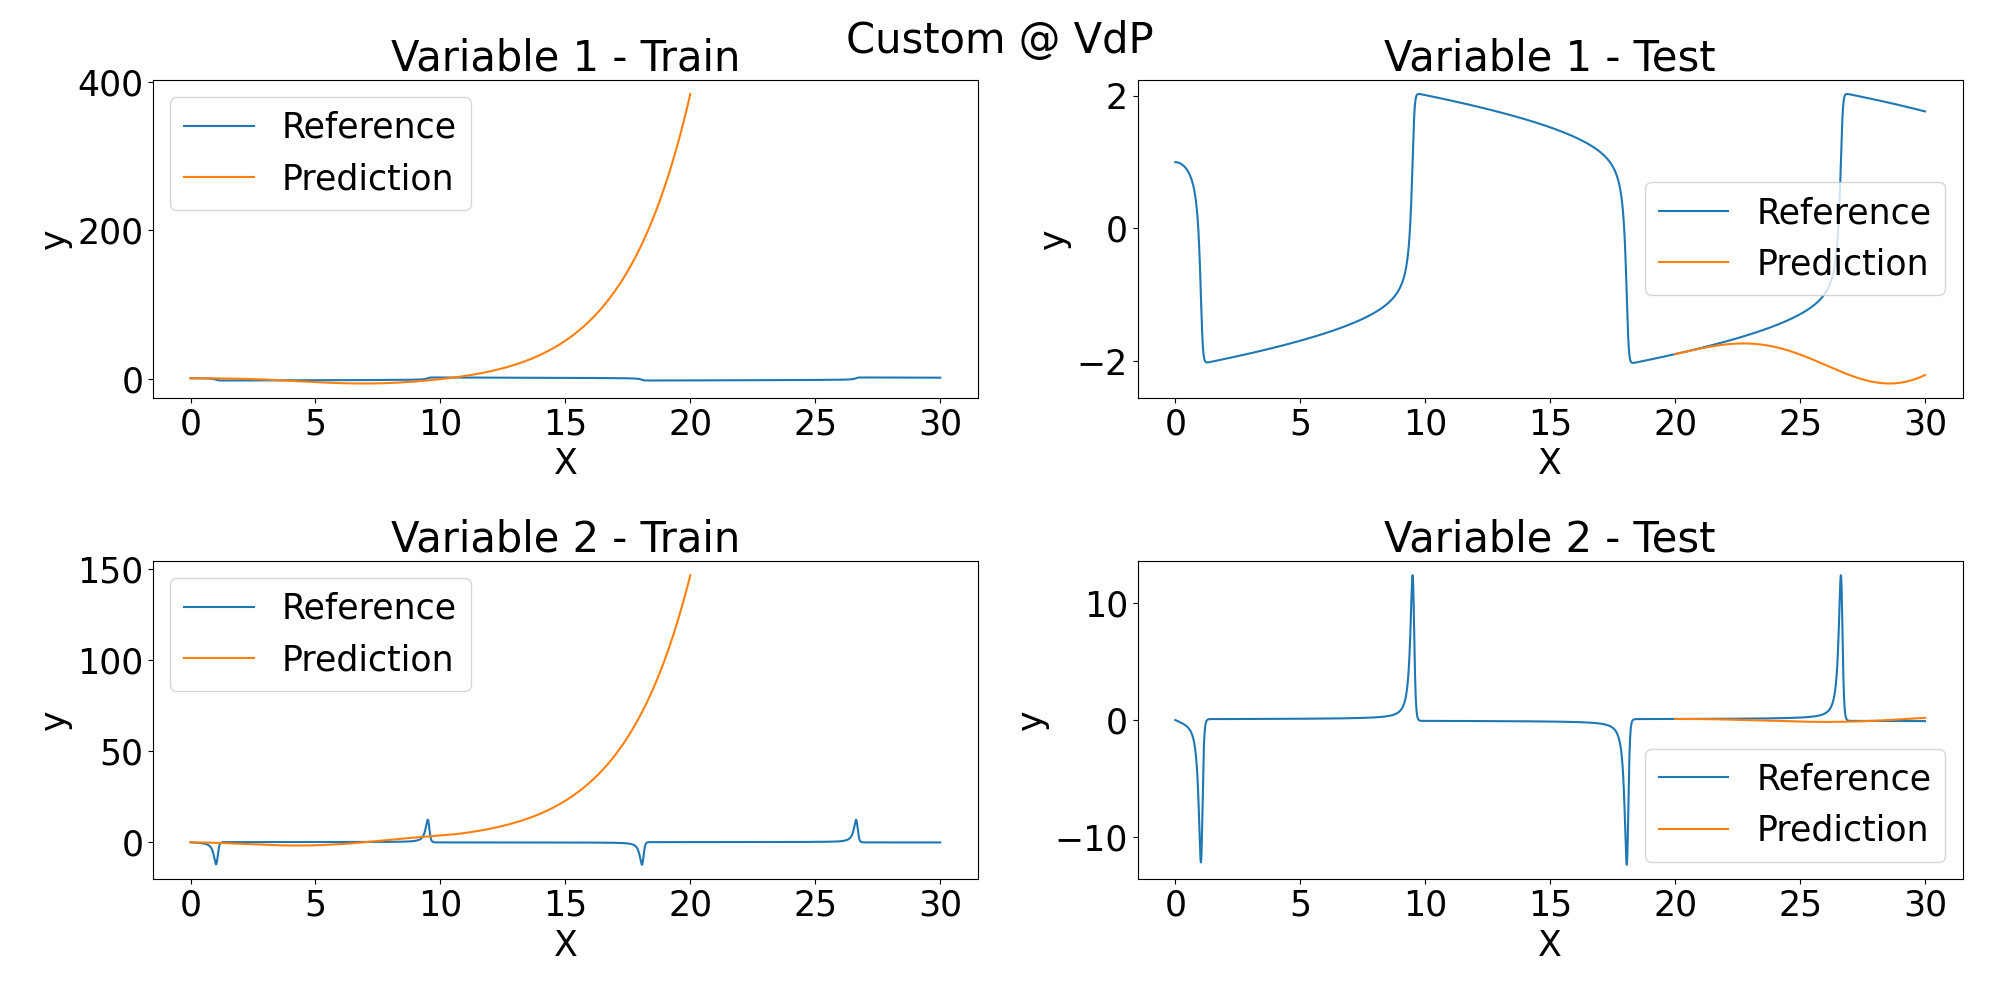 Custom @ VdP
Variable 1 - Train
400
200
0
y
Reference
Prediction
0 5 10 15 20 25 30
X
Variable 1 - Test
2
0
−2
y
Reference
Prediction
0 5 10 15 20 25 30
X
Variable 2 - Train
150
100
50
0
y
Reference
Prediction
0 5 10 15 20 25 30
X
Variable 2 - Test
10
0
−10
y
Reference
Prediction
0 5 10 15 20 25 30
X